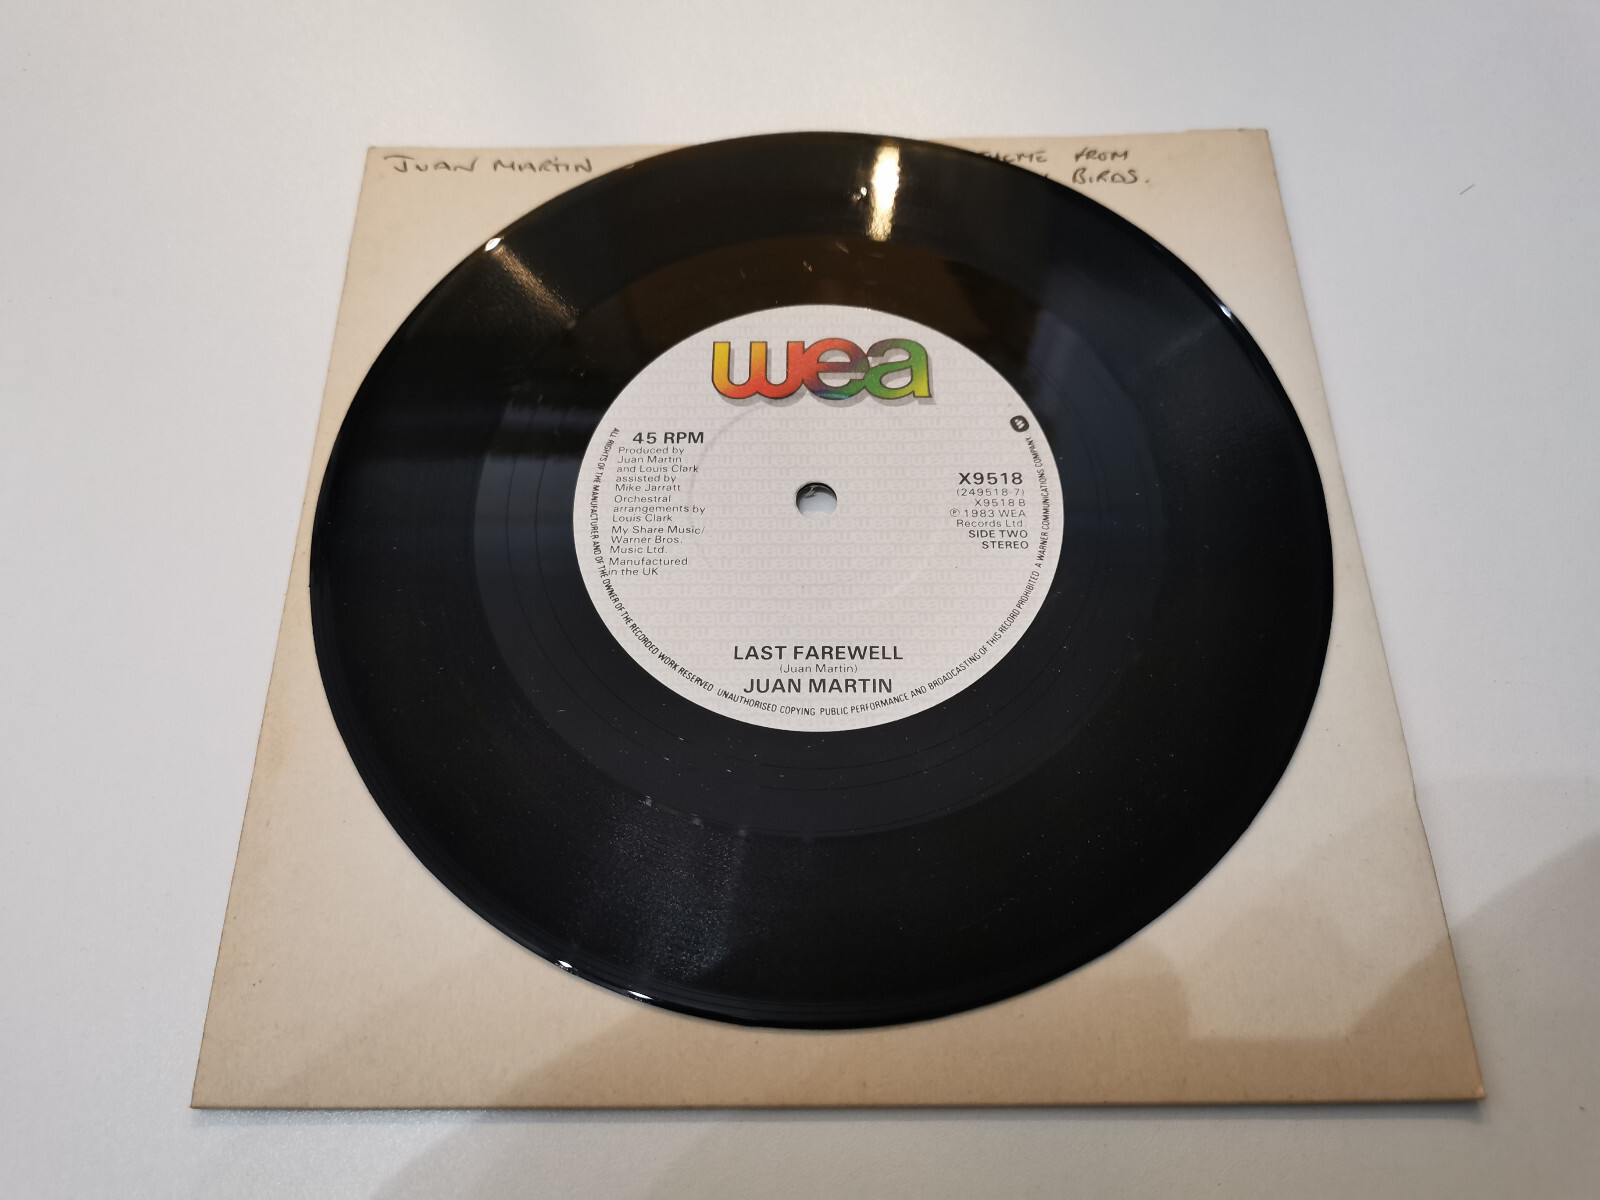 JUAN MARTIN THEME FROM
BIRDS.
wea
45 RPM
Produced by
Juan Martin
and Louis Clark
assisted by
Mike Jarratt
Orchestral
arrangements by
Louis Clark
My Share Music/
Warner Bros.
Music Ltd.
Manufactured
in the UK
X9518
(249518-7)
X9518 B
℗ 1983 WEA
Records Ltd.
SIDE TWO
STEREO
LAST FAREWELL
(Juan Martin)
JUAN MARTIN
ALL RIGHTS OF THE MANUFACTURER AND OF THE OWNER OF THE RECORDED WORK RESERVED UNAUTHORISED COPYING PUBLIC PERFORMANCE AND BROADCASTING OF THIS RECORD PROHIBITED A WARNER COMMUNICATIONS COMPANY